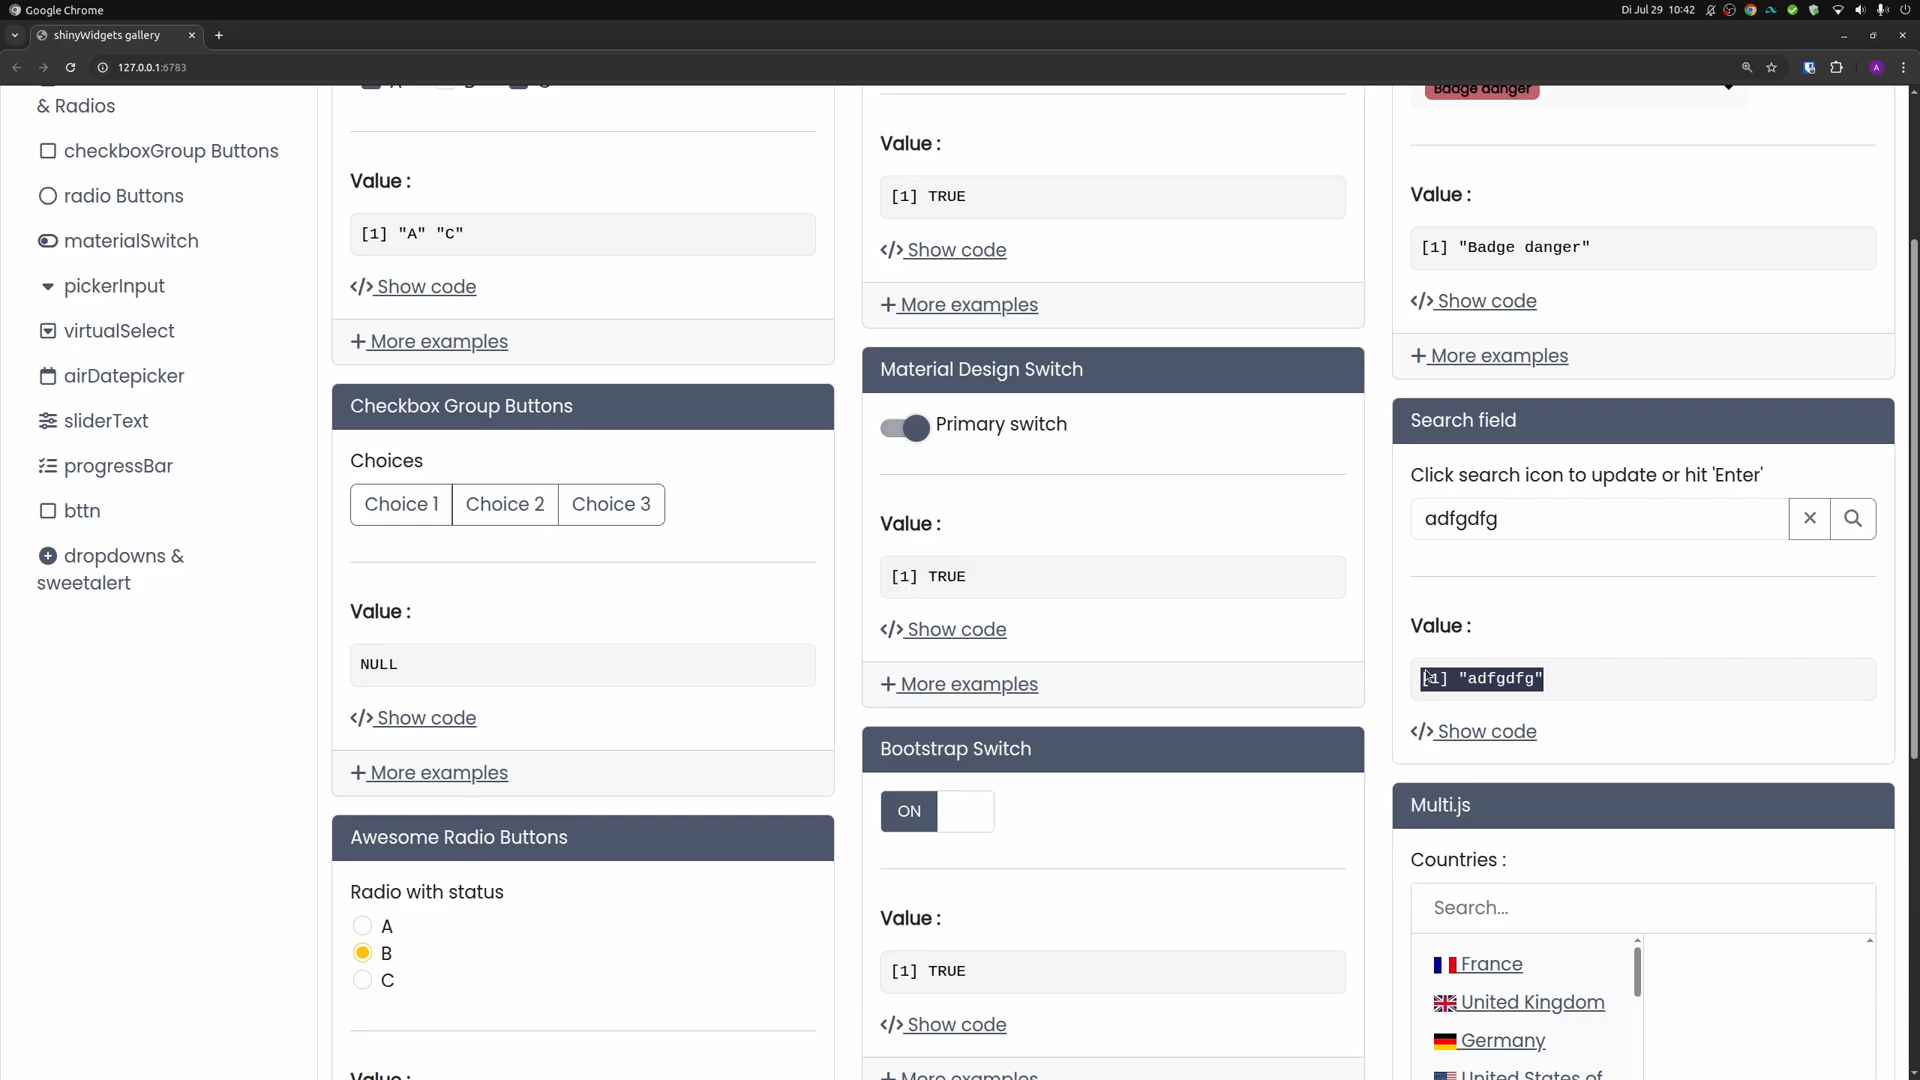 Google Chrome
Di Jul 29 10:42
shinyWidgets gallery
127.0.0.1:6783
A
& Radios
checkboxGroup Buttons
radio Buttons
materialSwitch
pickerInput
virtualSelect
airDatepicker
sliderText
progressBar
bttn
dropdowns &
sweetalert
Value :
[1] "A" "C"
</> Show code
+ More examples
Checkbox Group Buttons
Choices
Choice 1
Choice 2
Choice 3
Value :
NULL
</> Show code
+ More examples
Awesome Radio Buttons
Radio with status
A
B
C
Value :
Value :
[1] TRUE
</> Show code
+ More examples
Material Design Switch
Primary switch
Value :
[1] TRUE
</> Show code
+ More examples
Bootstrap Switch
ON
Value :
[1] TRUE
</> Show code
+ More examples
Badge danger
Value :
[1] "Badge danger"
</> Show code
+ More examples
Search field
Click search icon to update or hit 'Enter'
adfgdfg
Value :
[1] "adfgdfg"
</> Show code
Multi.js
Countries :
Search...
France
United Kingdom
Germany
United States of